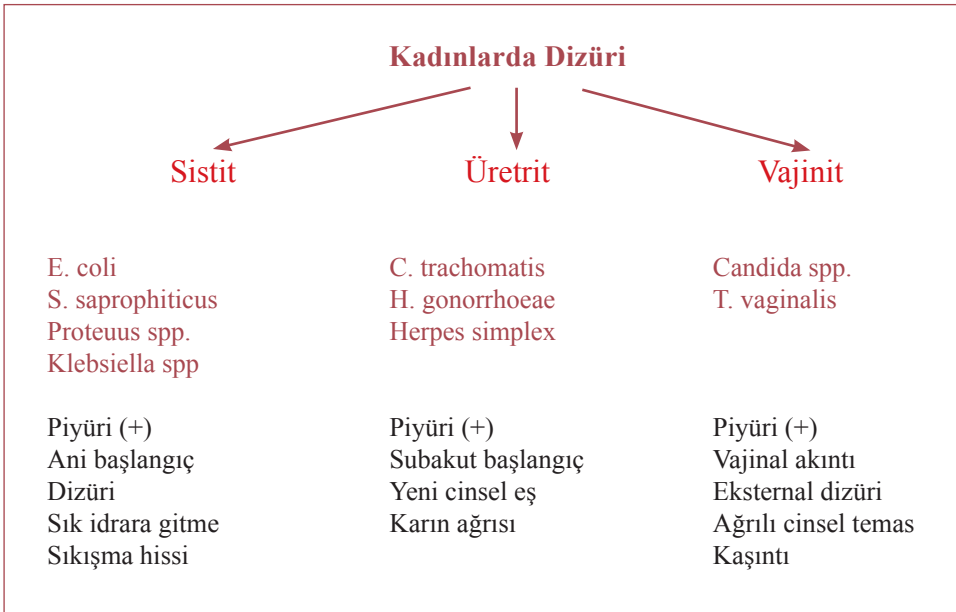 Kadınlarda Dizüri
Sistit
Üretrit
Vajinit
E. coli
S. saprophiticus
Proteuus spp.
Klebsiella spp
C. trachomatis
H. gonorrhoeae
Herpes simplex
Candida spp.
T. vaginalis
Piyüri (+)
Ani başlangıç
Dizüri
Sık idrara gitme
Sıkışma hissi
Piyüri (+)
Subakut başlangıç
Yeni cinsel eş
Karın ağrısı
Piyüri (+)
Vajinal akıntı
Eksternal dizüri
Ağrılı cinsel temas
Kaşıntı